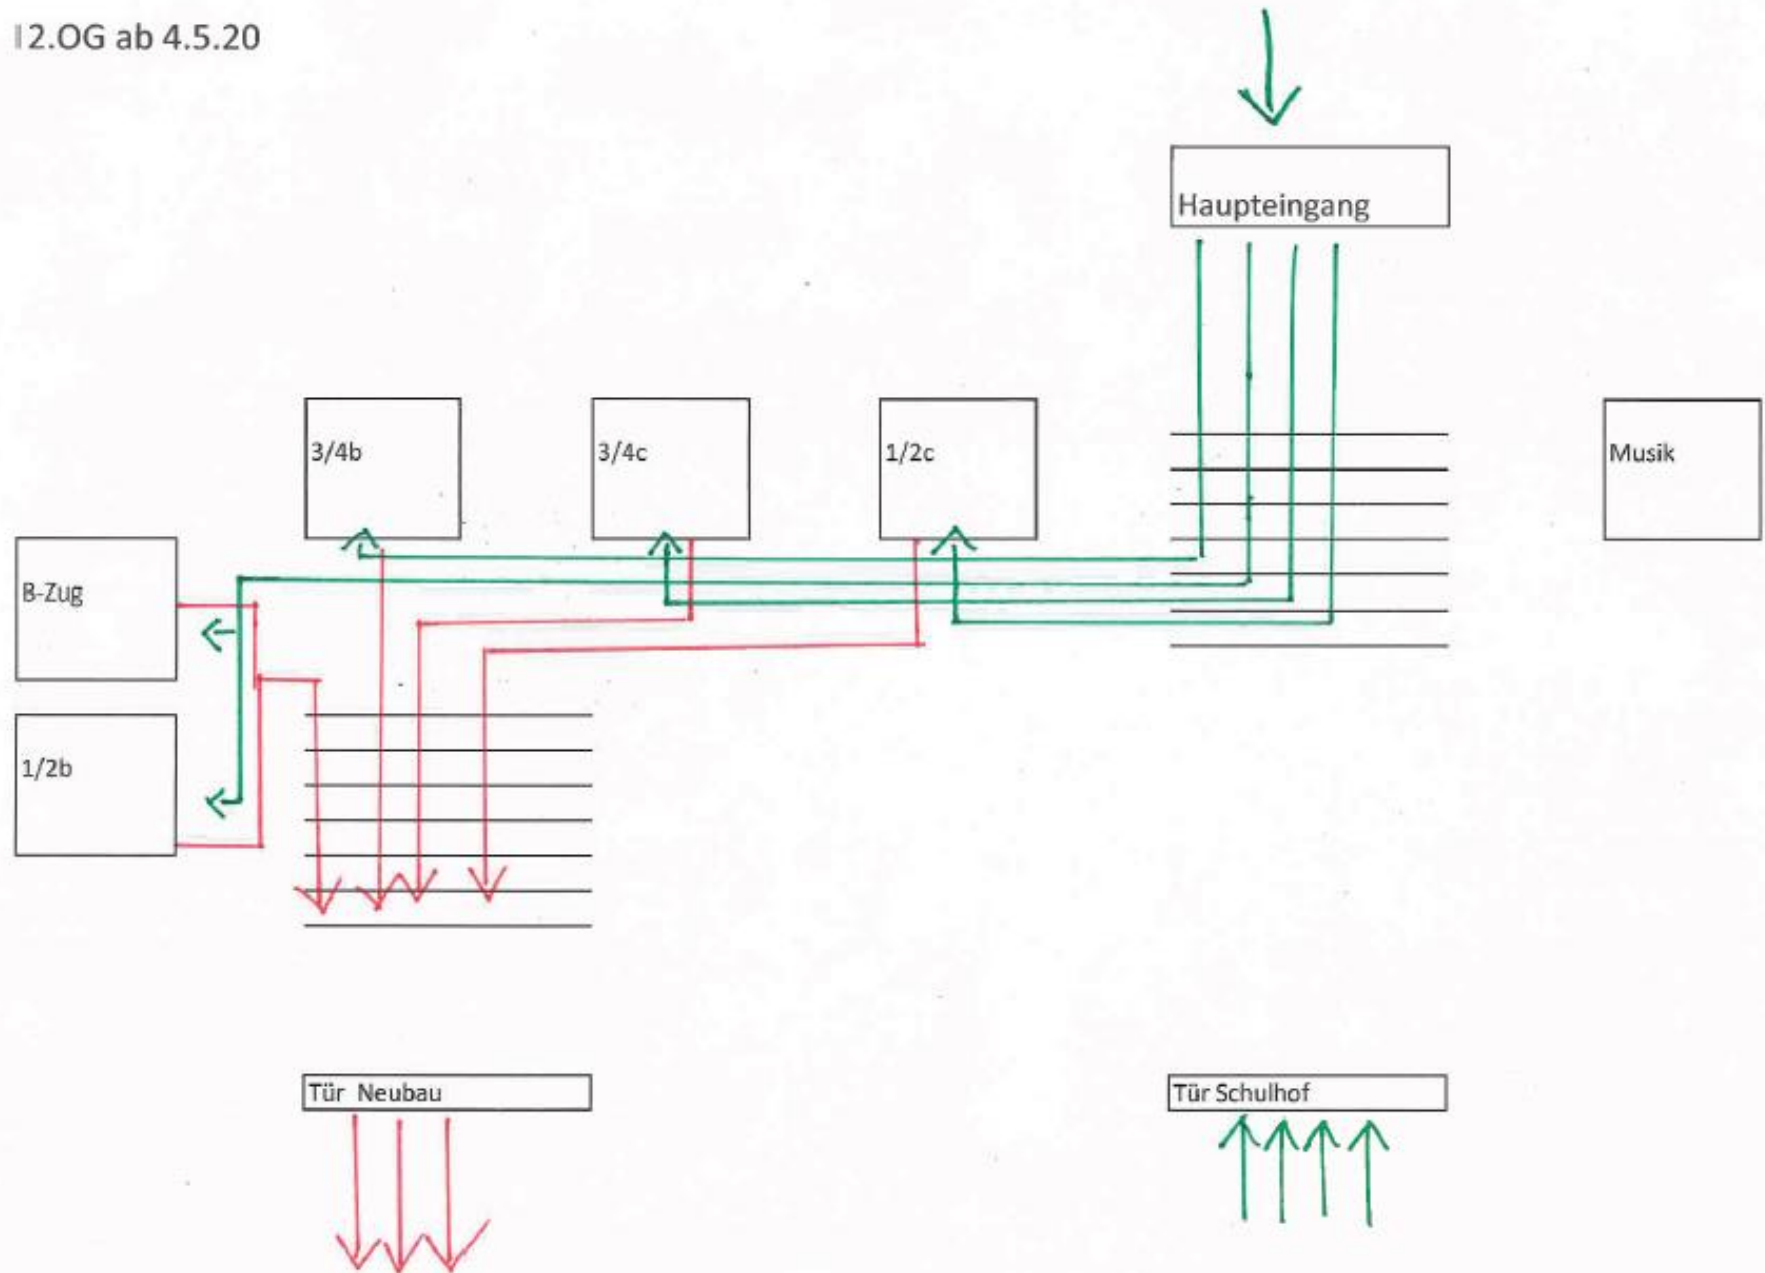 2.OG ab 4.5.20
Haupteingang
3/4b
3/4c
1/2c
Musik
B-Zug
1/2b
Tür Neubau
Tür Schulhof